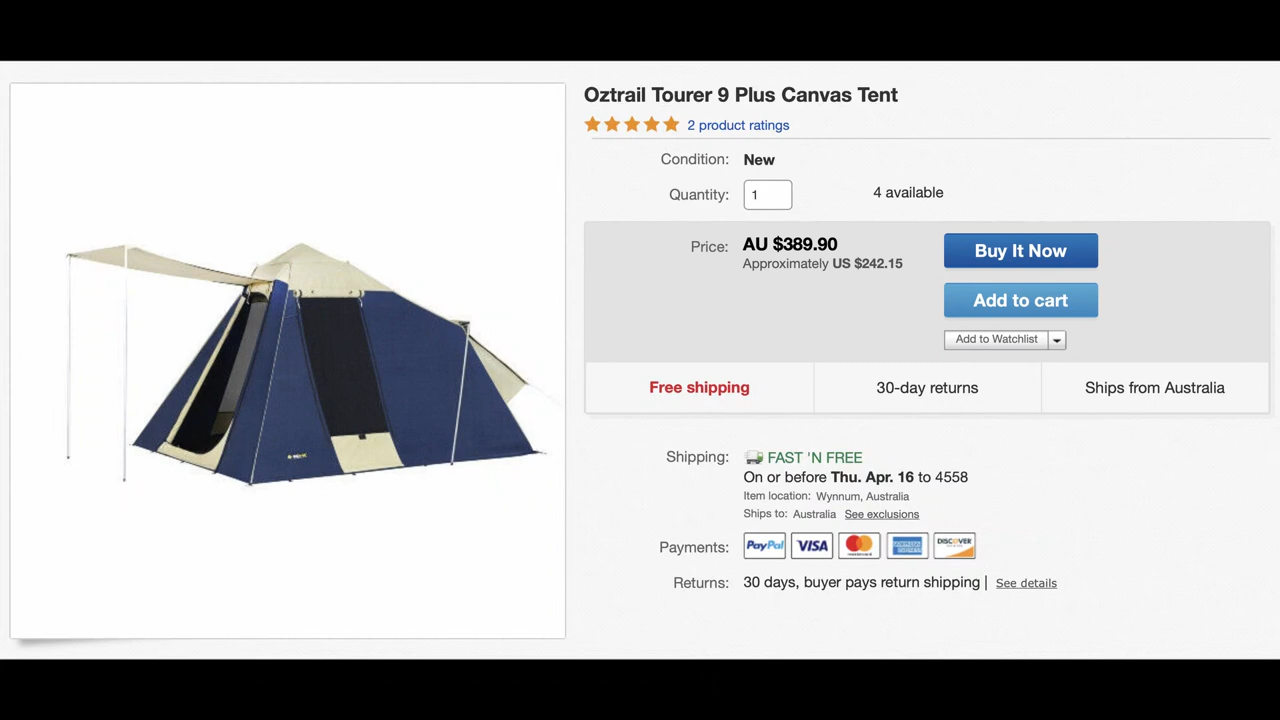 Oztrail Tourer 9 Plus Canvas Tent
2 product ratings
Condition: New
Quantity: 1 4 available
Price: AU $389.90 Buy It Now
Approximately US $242.15
Add to cart
Add to Watchlist
Free shipping 30-day returns Ships from Australia
Shipping: FAST 'N FREE
On or before Thu. Apr. 16 to 4558
Item location: Wynnum, Australia
Ships to: Australia See exclusions
Payments: PayPal VISA mastercard AMERICAN EXPRESS DISCOVER
Returns: 30 days, buyer pays return shipping | See details